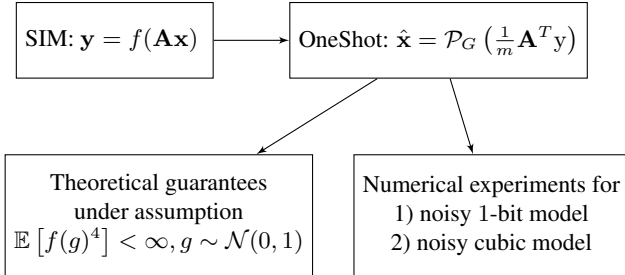 SIM: y = f(Ax)
OneShot: x̂ = 𝒫_G (1/m A^T y)
Theoretical guarantees
under assumption
𝔼 [f(g)^4] < ∞, g ∼ 𝒩(0, 1)
Numerical experiments for
1) noisy 1-bit model
2) noisy cubic model